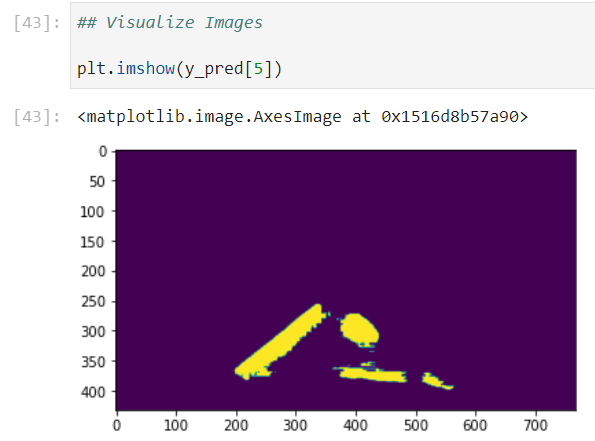 [43]: ## Visualize Images
plt.imshow(y_pred[5])
[43]: <matplotlib.image.AxesImage at 0x1516d8b57a90>
0
50
100
150
200
250
300
350
400
0 100 200 300 400 500 600 700